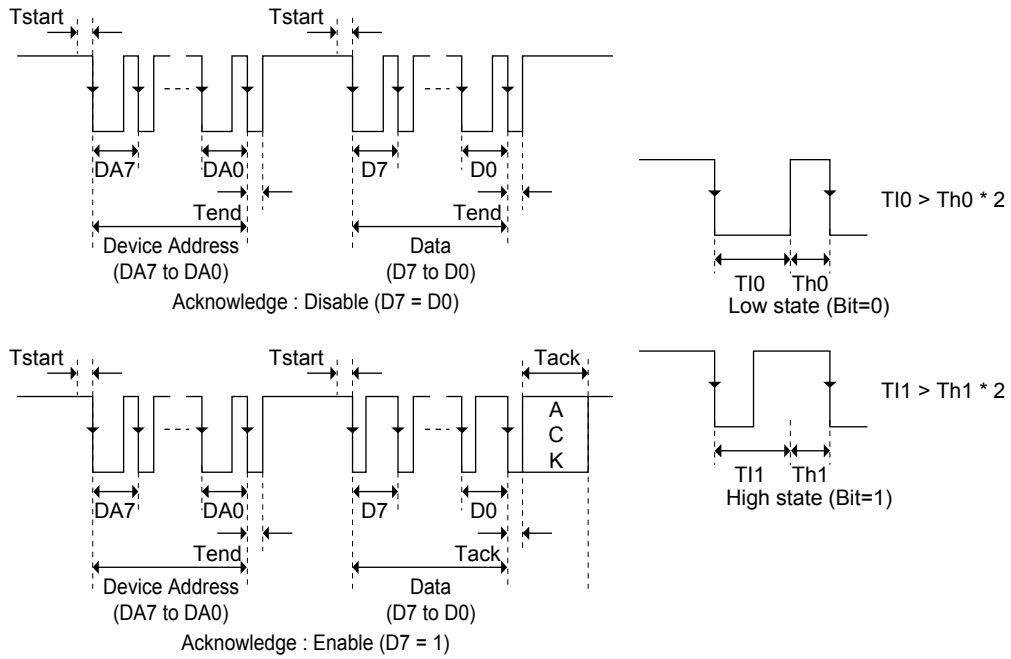 Tstart Tstart
DA7 DA0 D7 D0
Tend Tend
Device Address Data
(DA7 to DA0) (D7 to D0)
Acknowledge : Disable (D7 = D0)
TI0 > Th0 * 2
TI0 Th0
Low state (Bit=0)
Tstart Tstart Tack
A
C
K
DA7 DA0 D7 D0
Tend Tack
Device Address Data
(DA7 to DA0) (D7 to D0)
Acknowledge : Enable (D7 = 1)
TI1 > Th1 * 2
TI1 Th1
High state (Bit=1)